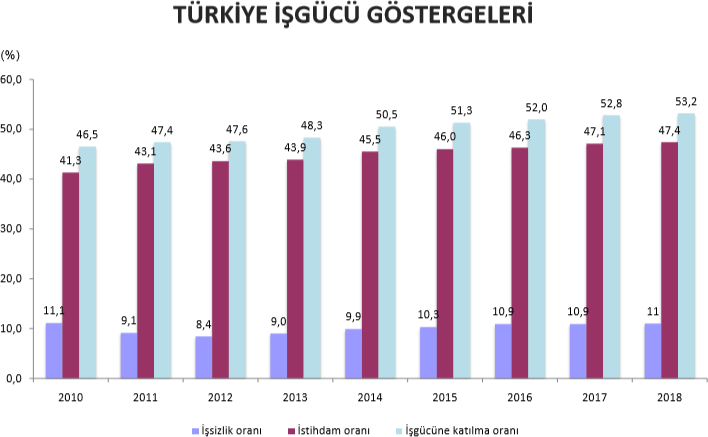 TÜRKİYE İŞGÜCÜ GÖSTERGELERİ
(%)
60,0
50,0
40,0
30,0
20,0
10,0
0,0
46,5 47,4 47,6 48,3 50,5 51,3 52,0 52,8 53,2
41,3 43,1 43,6 43,9 45,5 46,0 46,3 47,1 47,4
11,1 9,1 8,4 9,0 9,9 10,3 10,9 10,9 11
2010 2011 2012 2013 2014 2015 2016 2017 2018
İşsizlik oranı İstihdam oranı İşgücüne katılma oranı